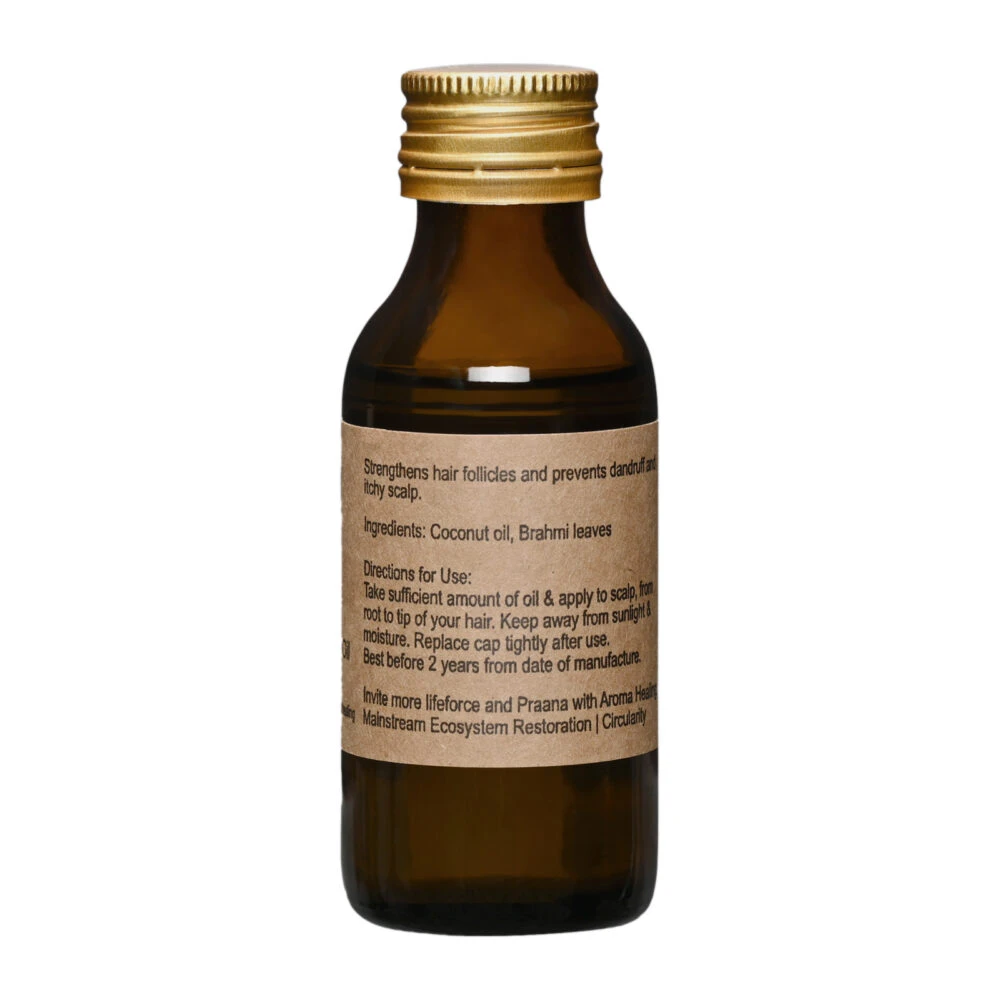 Strengthens hair follicles and prevents dandruff and
itchy scalp.
Ingredients: Coconut oil, Brahmi leaves
Directions for Use:
Take sufficient amount of oil & apply to scalp, from
root to tip of your hair. Keep away from sunlight &
moisture. Replace cap tightly after use.
Best before 2 years from date of manufacture.
Invite more lifeforce and Praana with Aroma Healing
Mainstream Ecosystem Restoration | Circularity
Oil